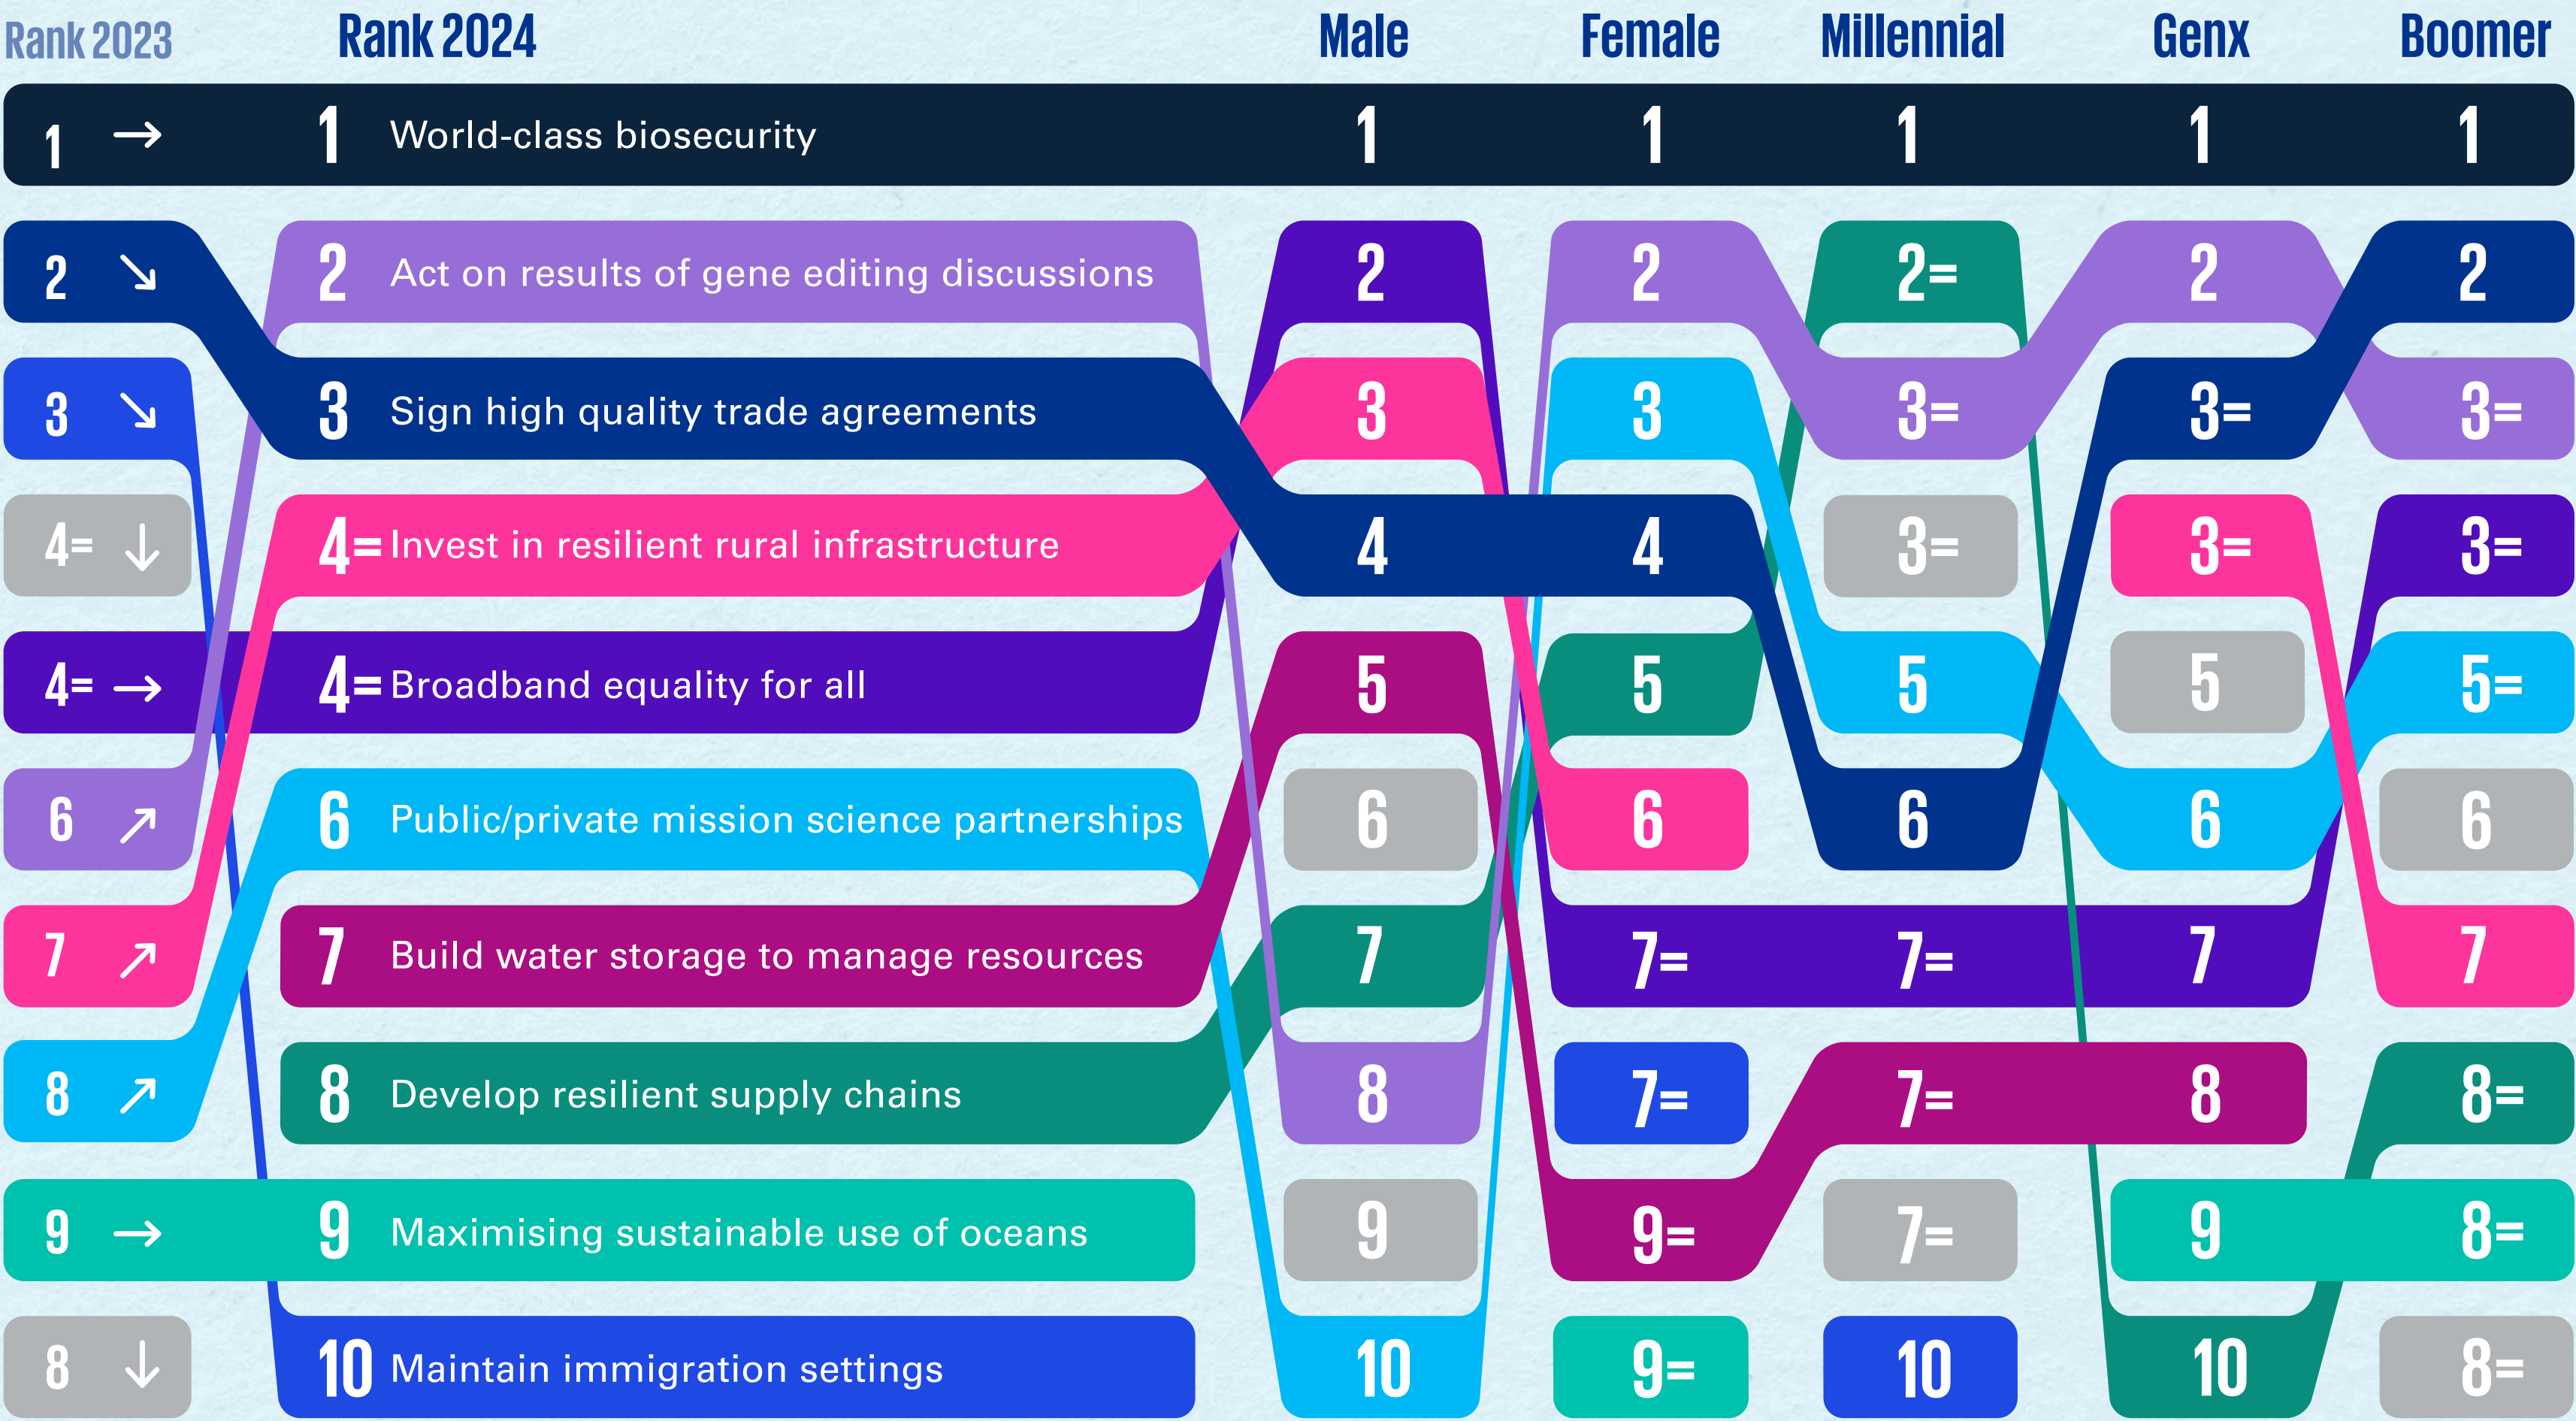 Rank 2023 Rank 2024 Male Female Millennial Genx Boomer
1 → 1 World-class biosecurity 1 1 1 1 1
2 ↘ 2 Act on results of gene editing discussions 2 2 2= 2 2
3 ↘ 3 Sign high quality trade agreements 3 3 3= 3= 3=
4= ↓ 4= Invest in resilient rural infrastructure 4 4 3= 3= 3=
4= → 4= Broadband equality for all 5 5 5 5 5=
6 ↗ 6 Public/private mission science partnerships 6 6 6 6 6
7 ↗ 7 Build water storage to manage resources 7 7= 7= 7 7
8 ↗ 8 Develop resilient supply chains 8 7= 7= 8 8=
9 → 9 Maximising sustainable use of oceans 9 9= 7= 9 8=
8 ↓ 10 Maintain immigration settings 10 9= 10 10 8=